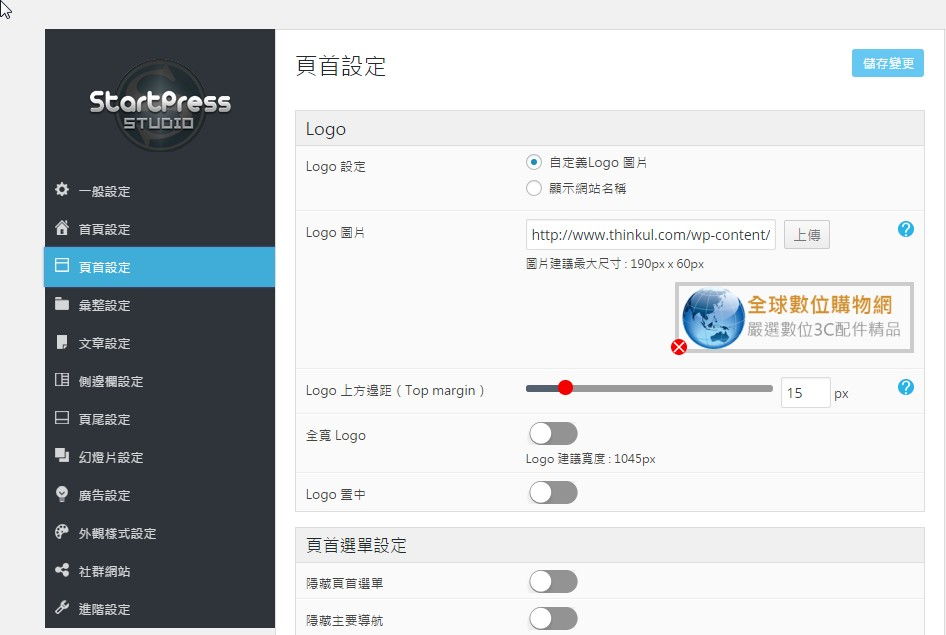 StartPress
STUDIO
一般設定
首頁設定
頁首設定
彙整設定
文章設定
側邊欄設定
頁尾設定
幻燈片設定
廣告設定
外觀樣式設定
社群網站
進階設定
頁首設定
儲存變更
Logo
Logo 設定
自定義Logo 圖片
顯示網站名稱
Logo 圖片
http://www.thinkul.com/wp-content/
上傳
?
圖片建議最大尺寸 : 190px x 60px
全球數位購物網
嚴選數位3C配件精品
Logo 上方邊距 ( Top margin )
15
px
?
全寬 Logo
Logo 建議寬度 : 1045px
Logo 置中
頁首選單設定
隱藏頁首選單
隱藏主要導航